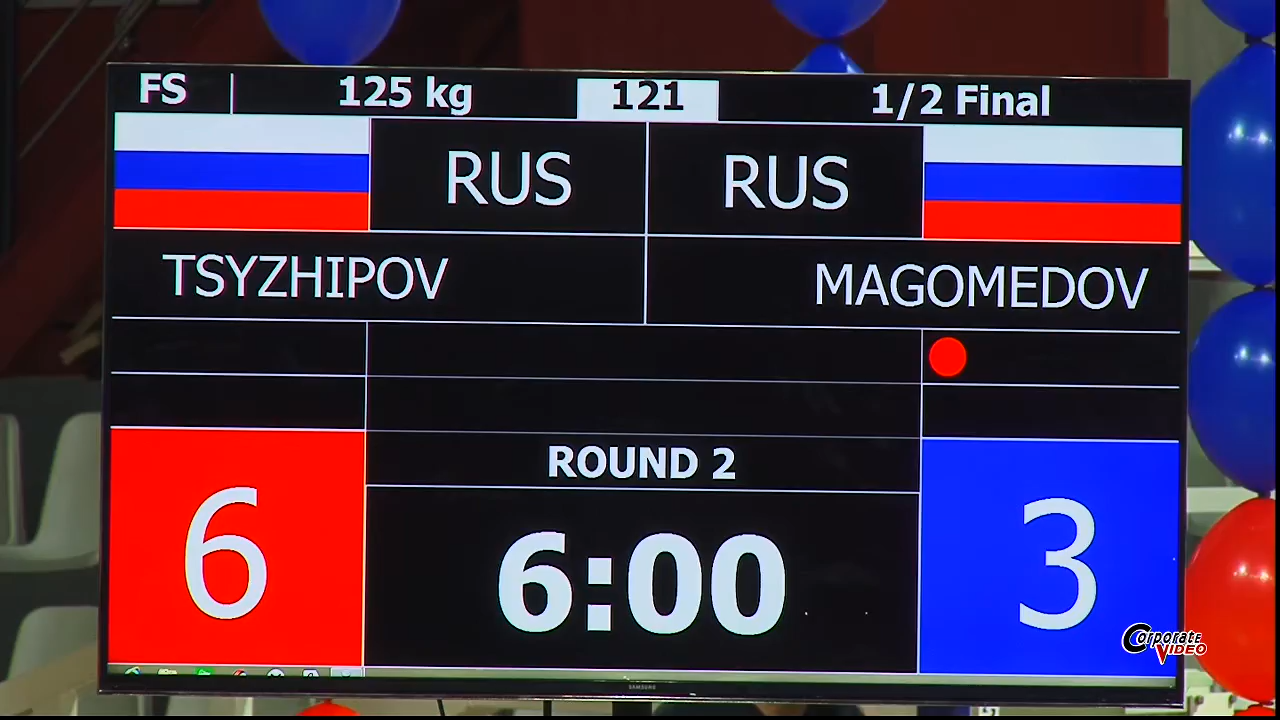 FS 125 kg 121 1/2 Final
RUS RUS
TSYZHIPOV MAGOMEDOV
ROUND 2
6 6:00 3
Corporate
VIDEO
SAMSUNG